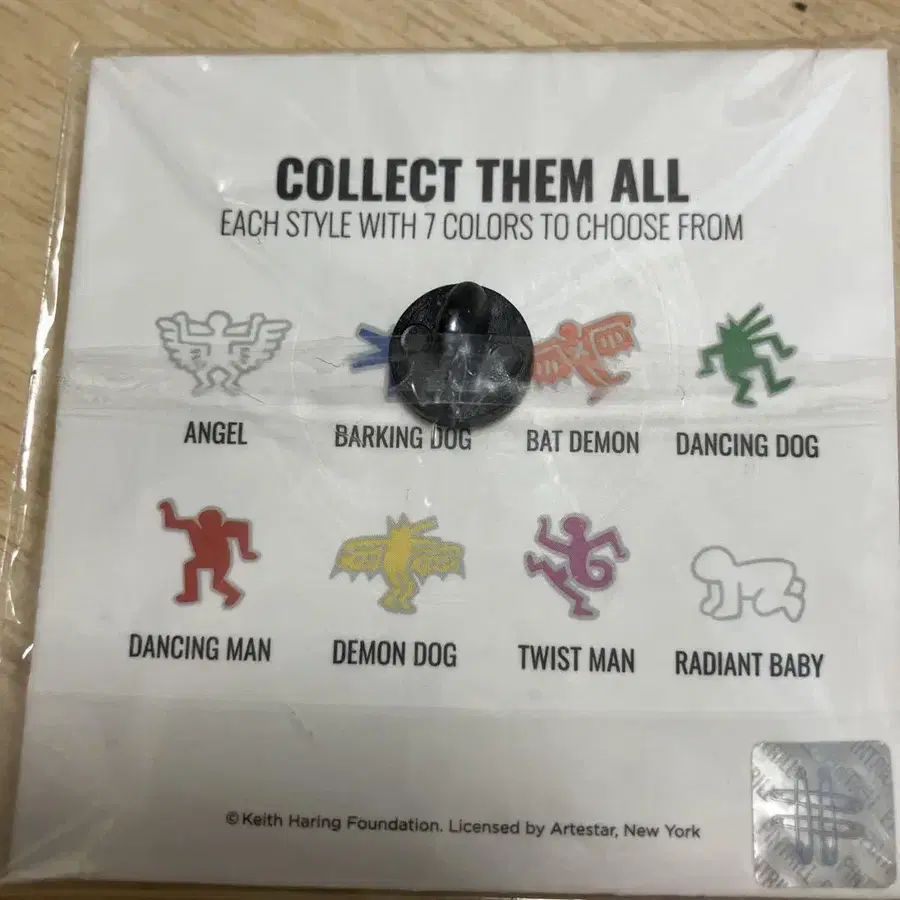 COLLECT THEM ALL
EACH STYLE WITH 7 COLORS TO CHOOSE FROM
ANGEL BARKING DOG BAT DEMON DANCING DOG
DANCING MAN DEMON DOG TWIST MAN RADIANT BABY
©Keith Haring Foundation. Licensed by Artestar, New York